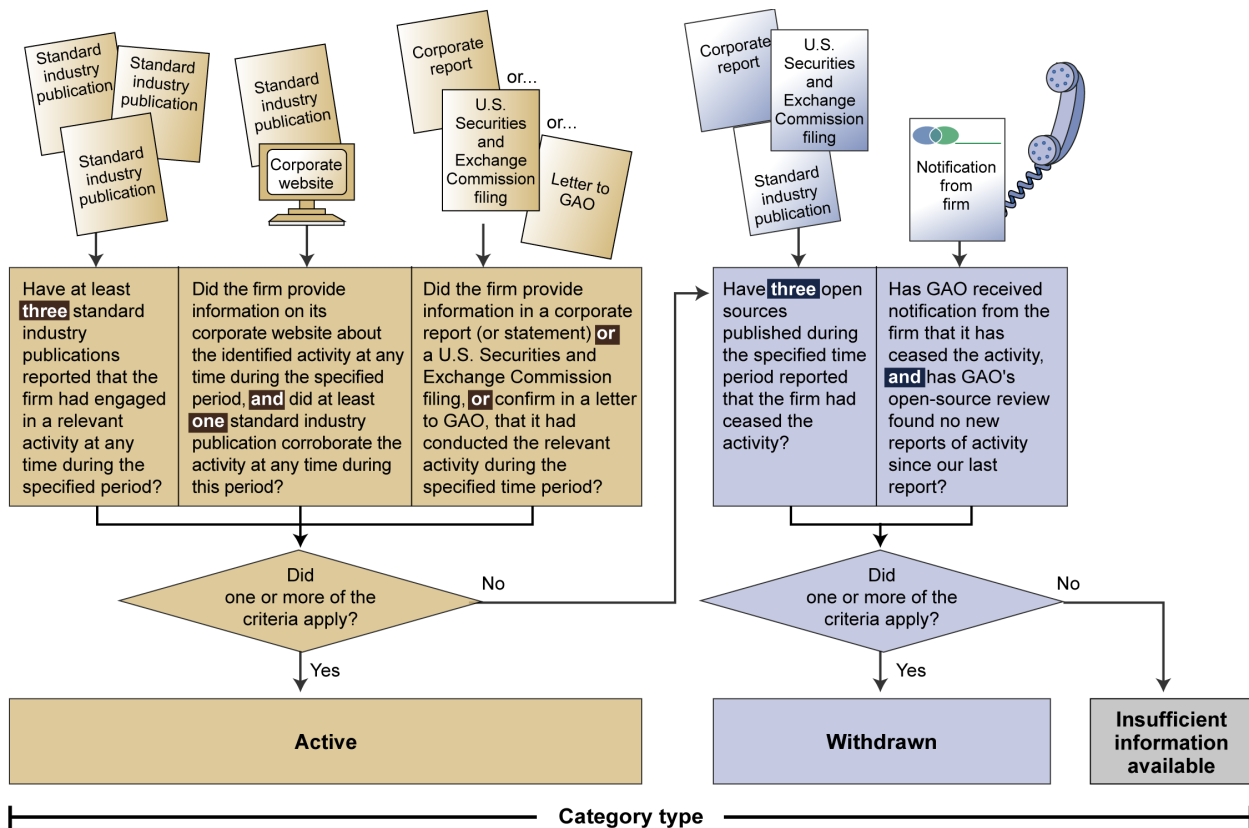 Standard
industry
publication
Standard
industry
publication
Standard
industry
publication
Standard
industry
publication
Corporate
website
Corporate
report
or...
U.S.
Securities
and
Exchange
Commission
filing
or...
Letter to
GAO
Corporate
report
U.S.
Securities
and
Exchange
Commission
filing
Standard
industry
publication
Notification
from
firm
Have at least
three standard
industry
publications
reported that the
firm had engaged
in a relevant
activity at any
time during the
specified period?
Did the firm provide
information on its
corporate website about
the identified activity at any
time during the specified
period, and did at least
one standard industry
publication corroborate the
activity at any time during
this period?
Did the firm provide
information in a corporate
report (or statement) or
a U.S. Securities and
Exchange Commission
filing, or confirm in a letter
to GAO, that it had
conducted the relevant
activity during the
specified time period?
Have three open
sources
published during
the specified time
period reported
that the firm had
ceased the
activity?
Has GAO received
notification from the
firm that it has
ceased the activity,
and has GAO's
open-source review
found no new
reports of activity
since our last
report?
Did
one or more of the
criteria apply?
No
Yes
Did
one or more of the
criteria apply?
No
Yes
Active
Withdrawn
Insufficient
information
available
Category type